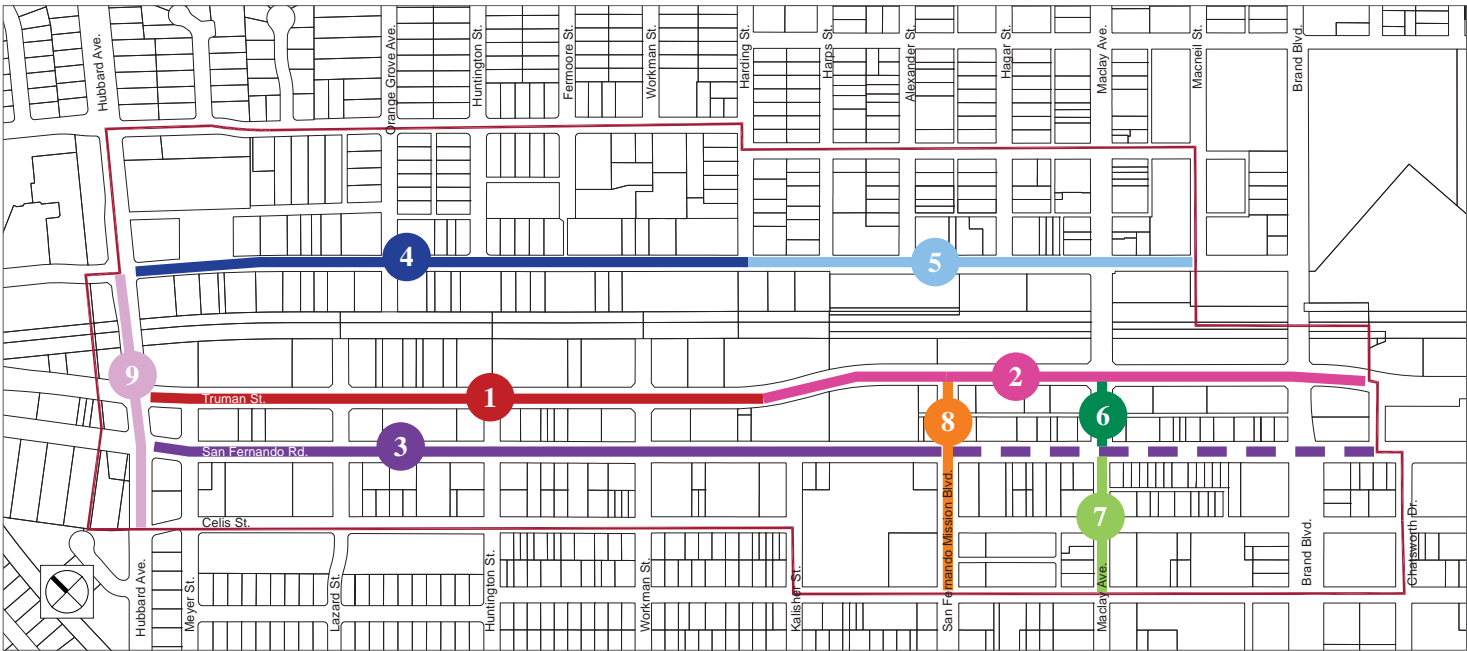 Hubbard Ave.
Orange Grove Ave.
Huntington St.
Fermoore St.
Workman St.
Harding St.
Harps St.
Alexander St.
Hagar St.
Maclay Ave.
Macneil St.
Brand Blvd.
4
5
9
1
2
Truman St.
6
8
3
San Fernando Rd.
7
Celis St.
Hubbard Ave.
Meyer St.
Lazard St.
Huntington St.
Workman St.
Kalisher St.
San Fernando Mission Blvd.
Maclay Ave.
Brand Blvd.
Chatsworth Dr.